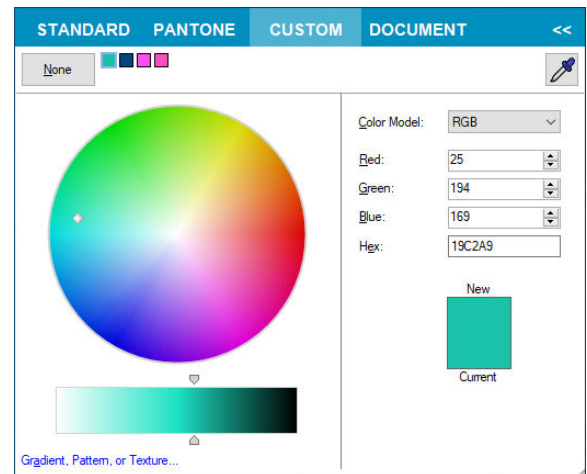 STANDARD PANTONE CUSTOM DOCUMENT <<
None
Color Model: RGB
Red: 25
Green: 194
Blue: 169
Hex: 19C2A9
New
Current
Gradient, Pattern, or Texture...